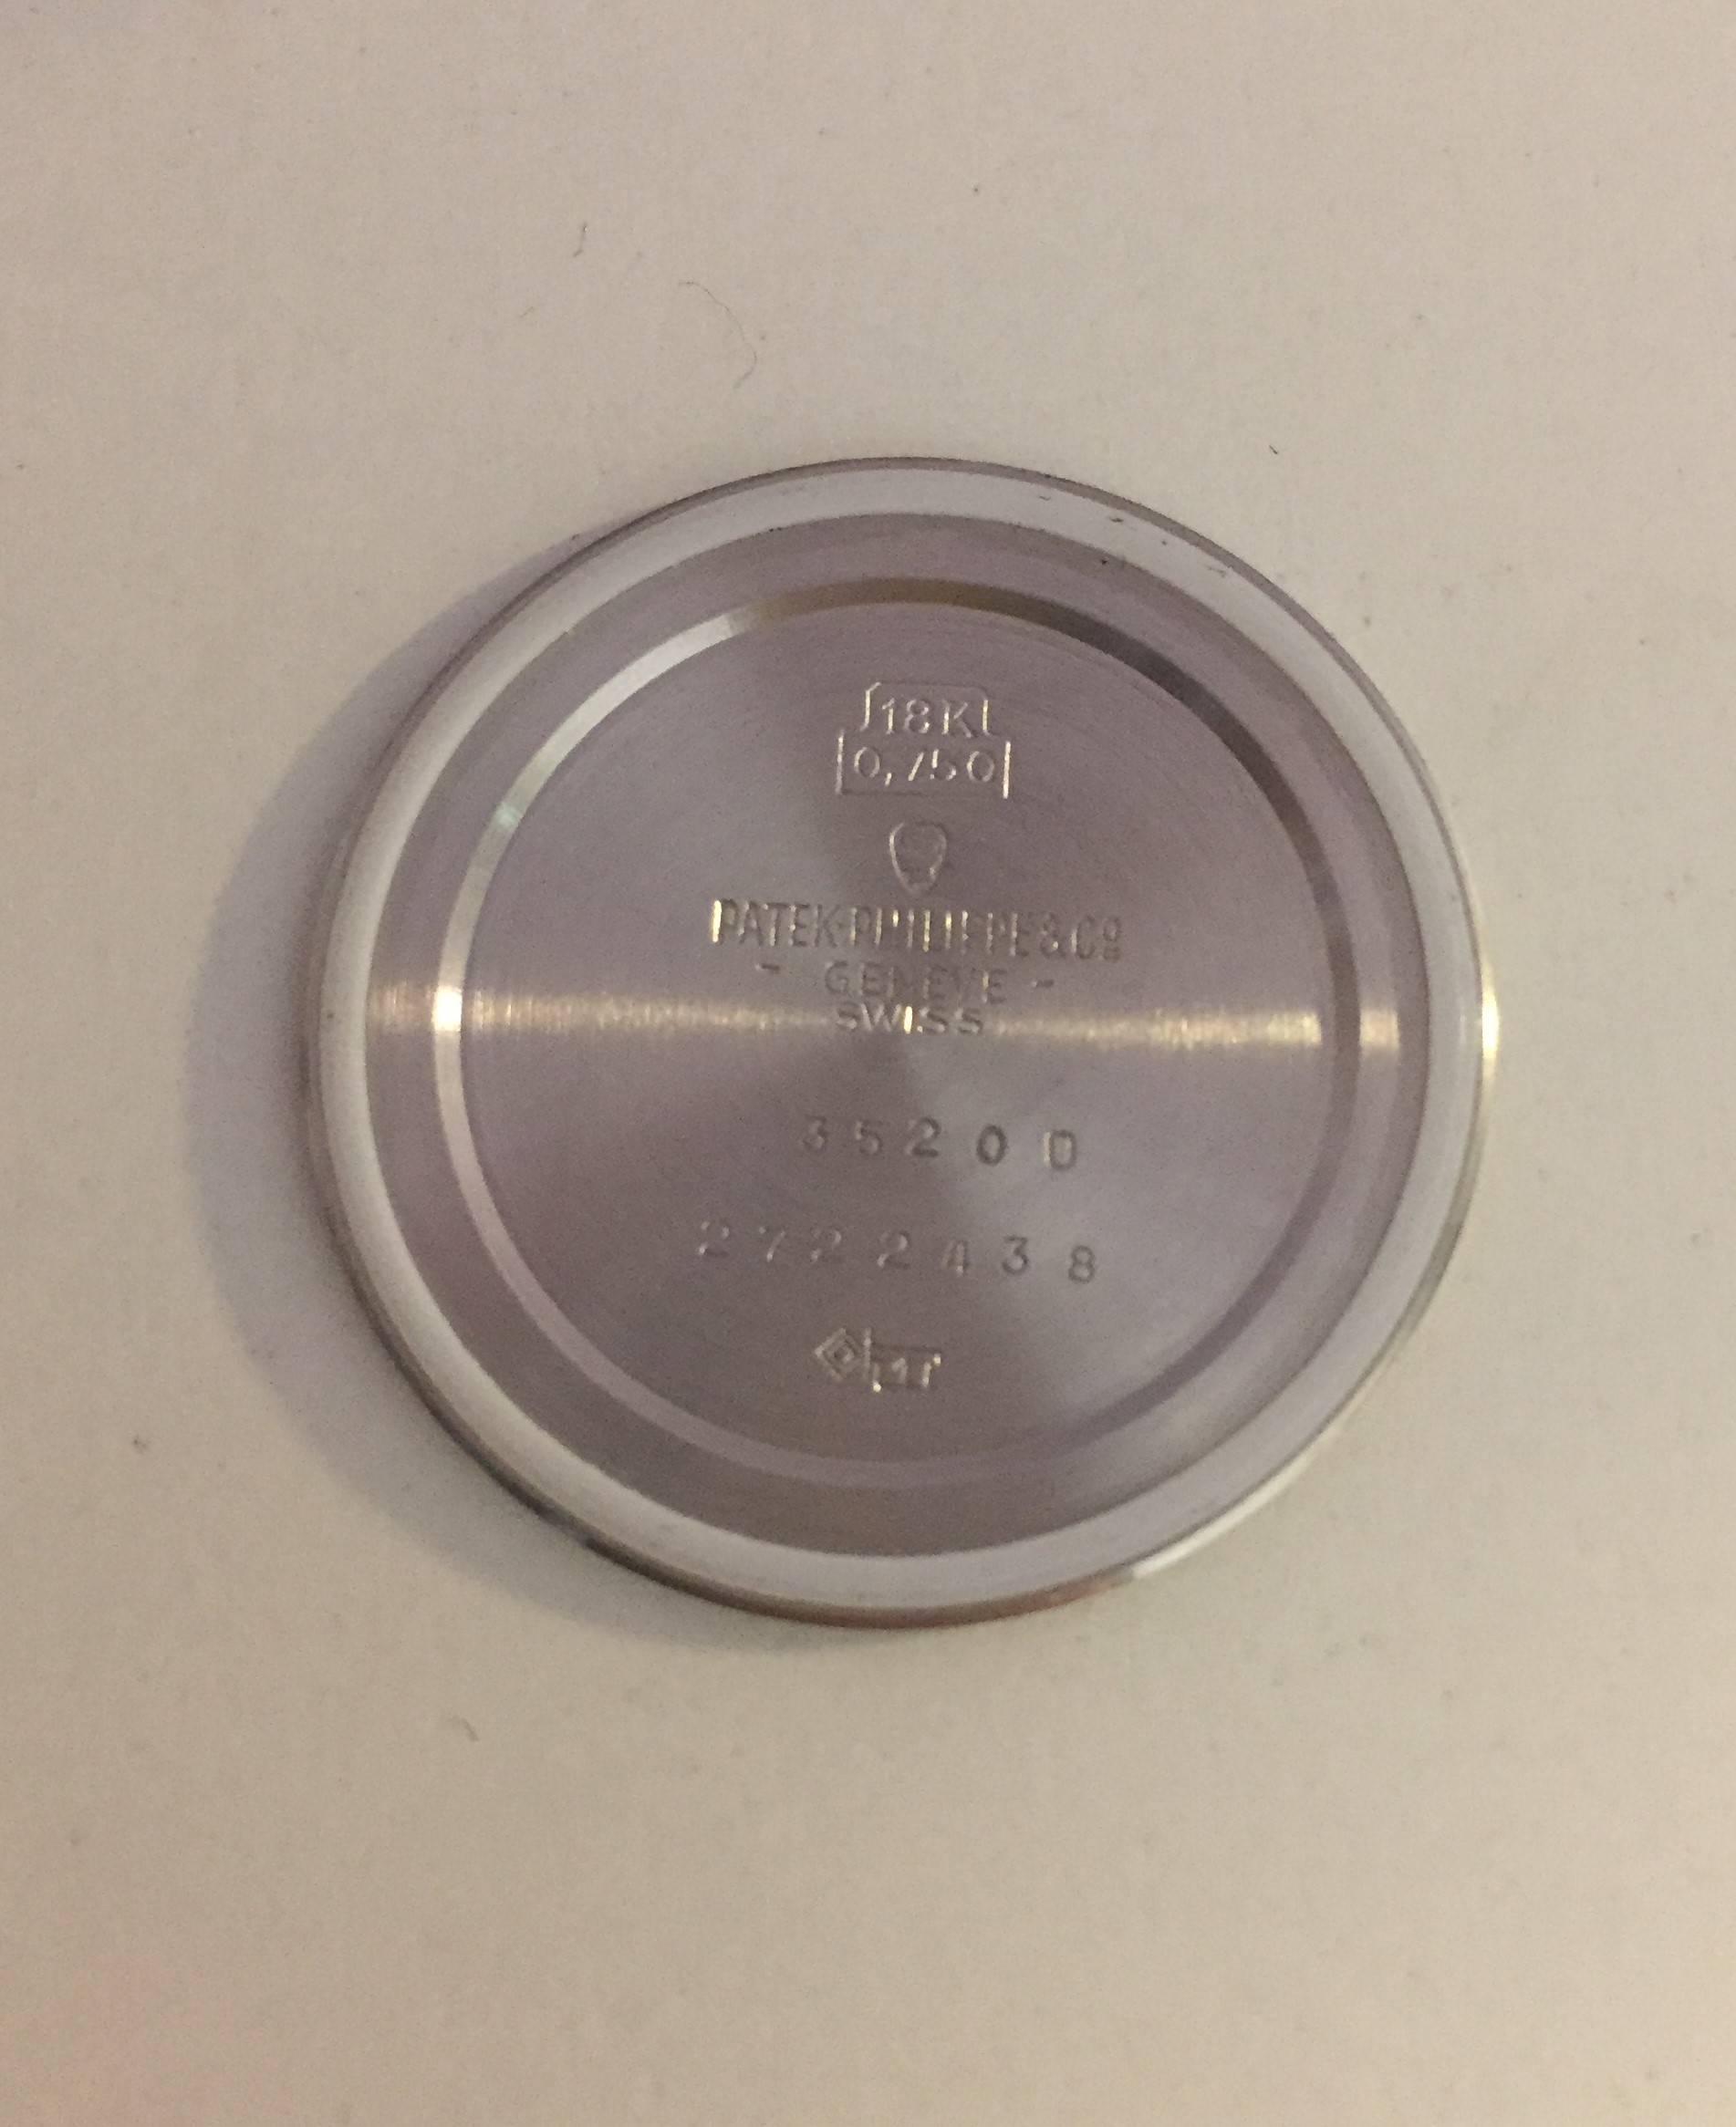 18K
0,750
PATEK·PHILIPPE & Cº
- GENEVE -
SWISS
3520 D
2722438